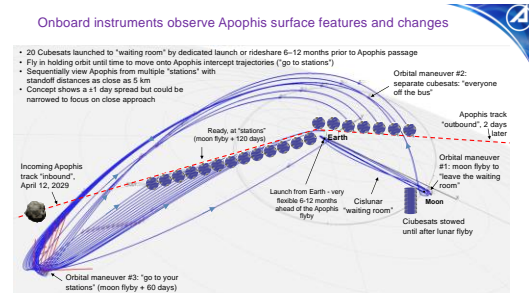 Onboard instruments observe Apophis surface features and changes
• 20 Cubesats launched to "waiting room" by dedicated launch or rideshare 6–12 months prior to Apophis passage
• Fly in holding orbit until time to move onto Apophis intercept trajectories ("go to stations")
• Sequentially view Apophis from multiple "stations" with
standoff distances as close as 5 km
• Concept shows a ±1 day spread but could be
narrowed to focus on close approach
Orbital maneuver #2:
separate cubesats: "everyone
off the bus"
Apophis track
"outbound", 2 days
later
Ready, at "stations"
(moon flyby + 120 days)
Earth
Incoming Apophis
track "inbound",
April 12, 2029
Orbital maneuver
#1: moon flyby to
"leave the waiting
room"
Launch from Earth - very
flexible 6-12 months
ahead of the Apophis
flyby
Cislunar
"waiting room"
Moon
Ciubesats stowed
until after lunar flyby
Orbital maneuver #3: "go to your
stations" (moon flyby + 60 days)